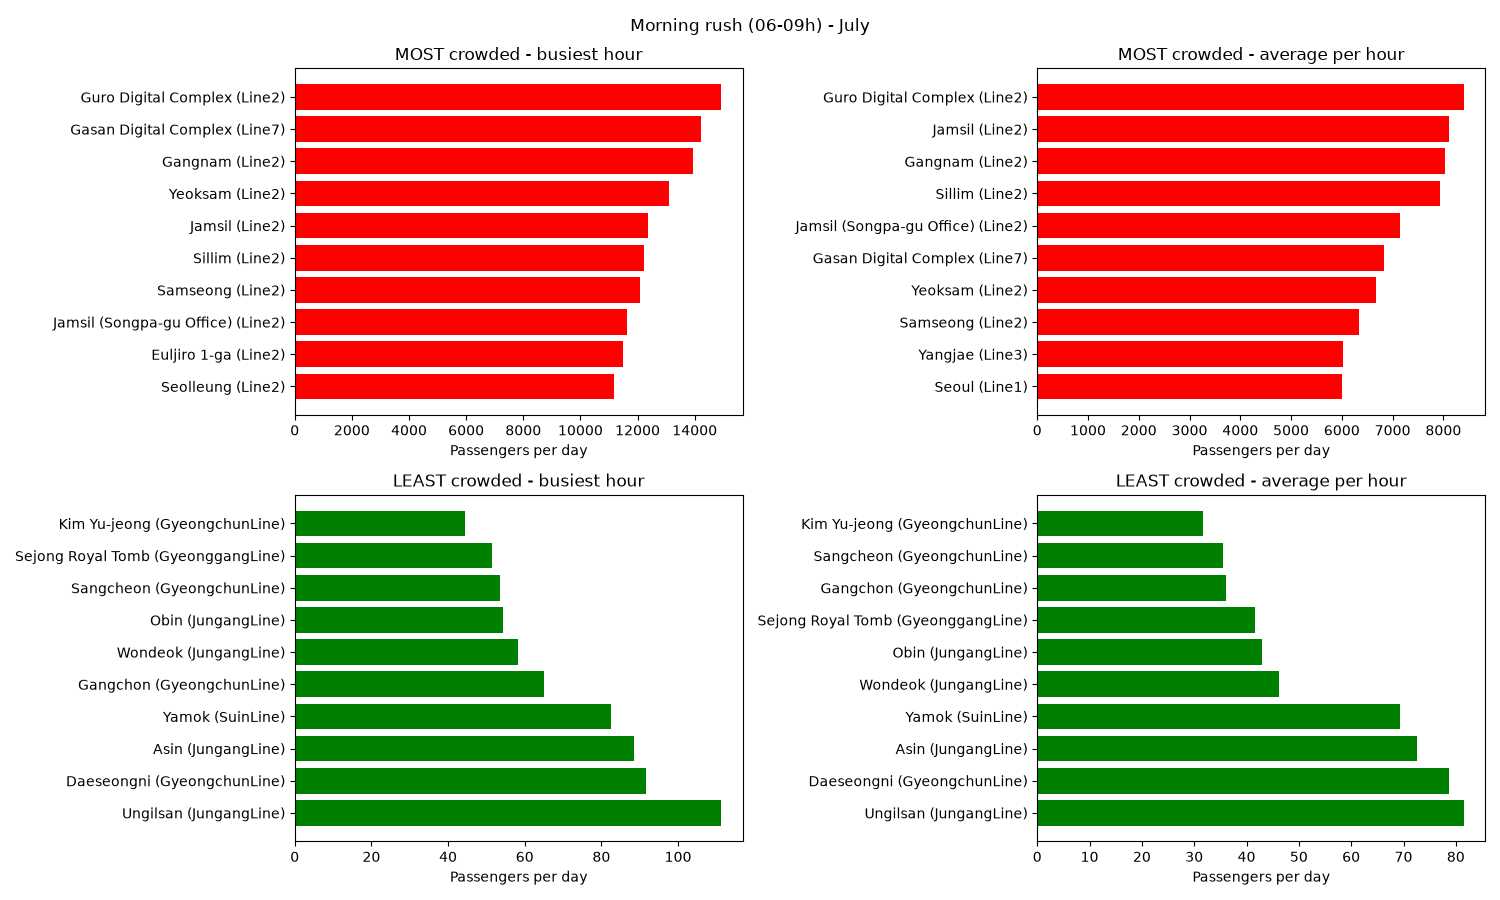 Morning rush (06-09h) - July
MOST crowded - busiest hour
Guro Digital Complex (Line2)
Gasan Digital Complex (Line7)
Gangnam (Line2)
Yeoksam (Line2)
Jamsil (Line2)
Sillim (Line2)
Samseong (Line2)
Jamsil (Songpa-gu Office) (Line2)
Euljiro 1-ga (Line2)
Seolleung (Line2)
0 2000 4000 6000 8000 10000 12000 14000
Passengers per day
MOST crowded - average per hour
Guro Digital Complex (Line2)
Jamsil (Line2)
Gangnam (Line2)
Sillim (Line2)
Jamsil (Songpa-gu Office) (Line2)
Gasan Digital Complex (Line7)
Yeoksam (Line2)
Samseong (Line2)
Yangjae (Line3)
Seoul (Line1)
0 1000 2000 3000 4000 5000 6000 7000 8000
Passengers per day
LEAST crowded - busiest hour
Kim Yu-jeong (GyeongchunLine)
Sejong Royal Tomb (GyeonggangLine)
Sangcheon (GyeongchunLine)
Obin (JungangLine)
Wondeok (JungangLine)
Gangchon (GyeongchunLine)
Yamok (SuinLine)
Asin (JungangLine)
Daeseongni (GyeongchunLine)
Ungilsan (JungangLine)
0 20 40 60 80 100
Passengers per day
LEAST crowded - average per hour
Kim Yu-jeong (GyeongchunLine)
Sangcheon (GyeongchunLine)
Gangchon (GyeongchunLine)
Sejong Royal Tomb (GyeonggangLine)
Obin (JungangLine)
Wondeok (JungangLine)
Yamok (SuinLine)
Asin (JungangLine)
Daeseongni (GyeongchunLine)
Ungilsan (JungangLine)
0 10 20 30 40 50 60 70 80
Passengers per day